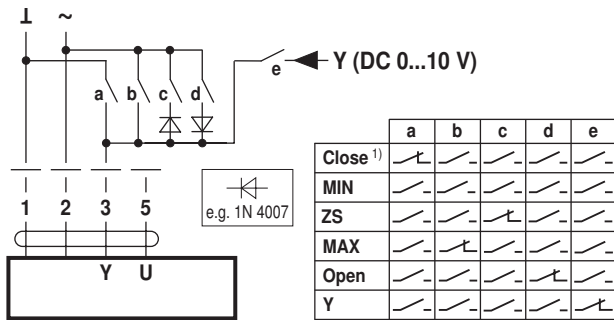 ⊥ ~
e Y (DC 0...10 V)
a b c d
a b c d e
Close 1)
MIN
ZS
MAX
Open
Y
1 2 3 5
e.g. 1N 4007
Y U